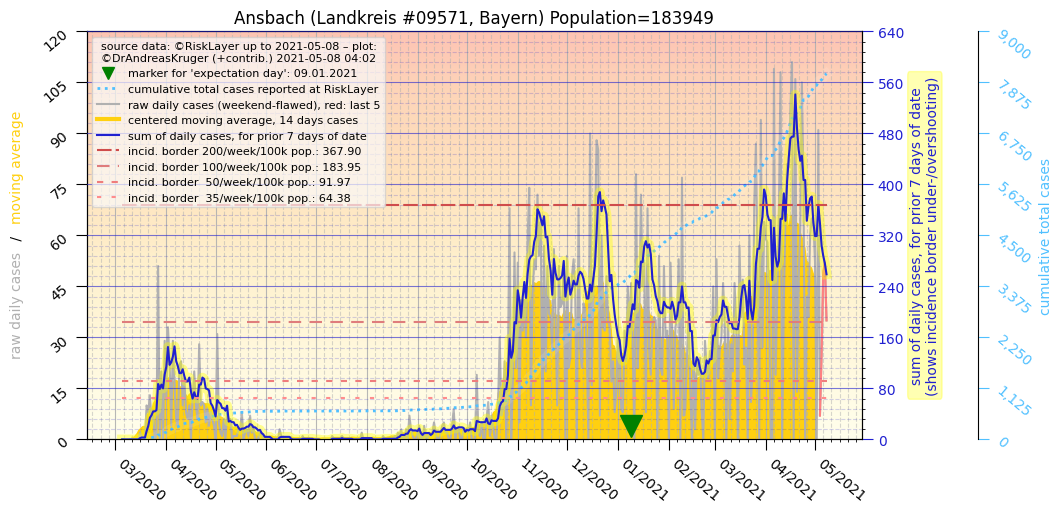 Ansbach (Landkreis #09571, Bayern) Population=183949
source data: ©RiskLayer up to 2021-05-08 – plot:
©DrAndreasKruger (+contrib.) 2021-05-08 04:02
marker for 'expectation day': 09.01.2021
cumulative total cases reported at RiskLayer
raw daily cases (weekend-flawed), red: last 5
centered moving average, 14 days cases
sum of daily cases, for prior 7 days of date
incid. border 200/week/100k pop.: 367.90
incid. border 100/week/100k pop.: 183.95
incid. border 50/week/100k pop.: 91.97
incid. border 35/week/100k pop.: 64.38
raw daily cases / moving average
120
105
90
75
60
45
30
15
0
03/2020
04/2020
05/2020
06/2020
07/2020
08/2020
09/2020
10/2020
11/2020
12/2020
01/2021
02/2021
03/2021
04/2021
05/2021
640
560
480
400
320
240
160
80
0
sum of daily cases, for prior 7 days of date
(shows incidence border under-/overshooting)
9,000
7,875
6,750
5,625
4,500
3,375
2,250
1,125
0
cumulative total cases